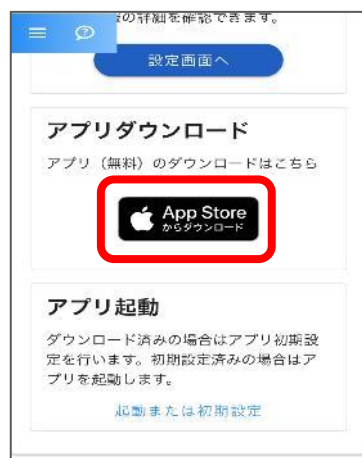 の詳細を確認できます。
設定画面へ
アプリダウンロード
アプリ（無料）のダウンロードはこちら
App Store
からダウンロード
アプリ起動
ダウンロード済みの場合はアプリ初期設
定を行います。初期設定済みの場合はア
プリを起動します。
起動または初期設定